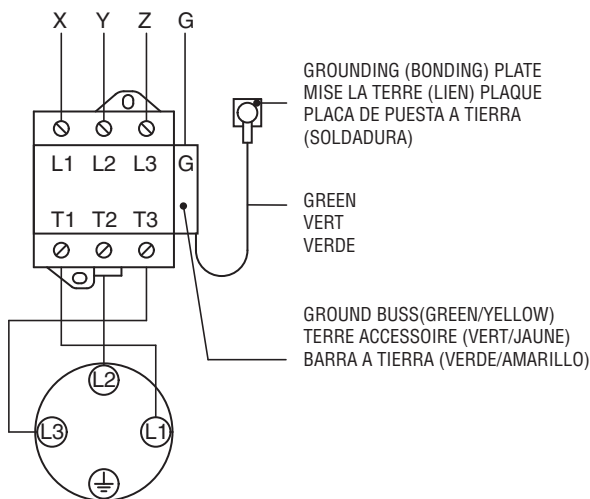 X Y Z G
GROUNDING (BONDING) PLATE
MISE LA TERRE (LIEN) PLAQUE
PLACA DE PUESTA A TIERRA
(SOLDADURA)
L1 L2 L3 G
T1 T2 T3
GREEN
VERT
VERDE
GROUND BUSS(GREEN/YELLOW)
TERRE ACCESSOIRE (VERT/JAUNE)
BARRA A TIERRA (VERDE/AMARILLO)
L2
L3 L1